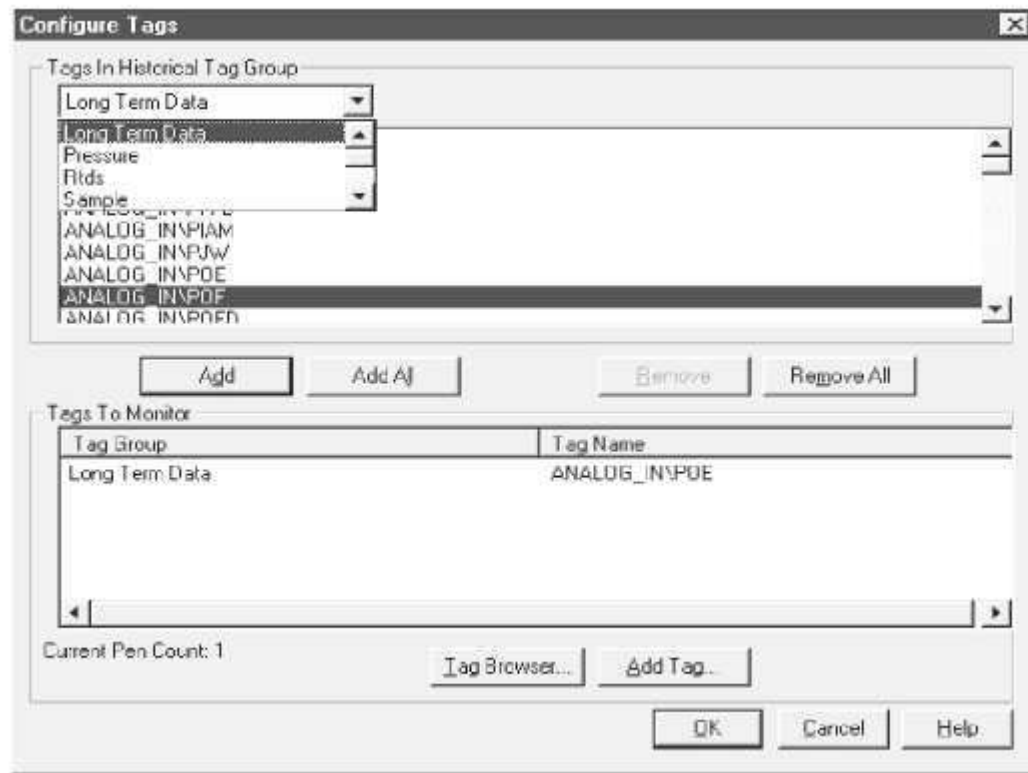 Configure Tags
Tags In Historical Tag Group
Long Term Data
Long Term Data
Pressure
Rtds
Sample
ANALOG_IN\PIAM
ANALOG_IN\PJW
ANALOG_IN\POE
ANALOG_IN\POF
ANALOG_IN\POFD
Add
Add All
Remove
Remove All
Tags To Monitor
Tag Group
Tag Name
Long Term Data
ANALOG_IN\POE
Current Pen Count: 1
Tag Browser...
Add Tag...
OK
Cancel
Help